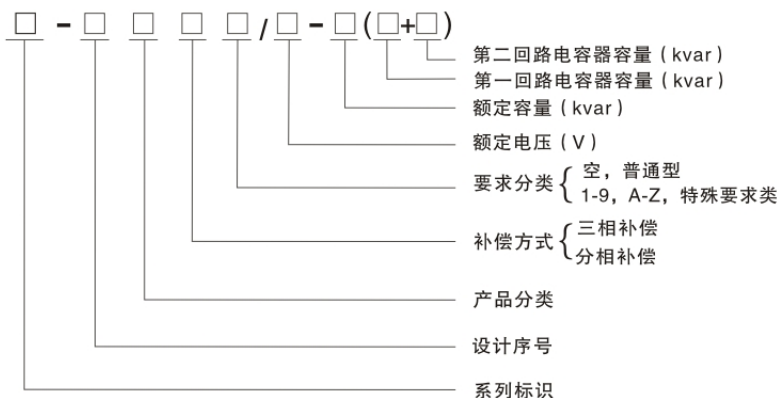 □-□□□□/□-□(□+□)
第二回路电容器容量(kvar)
第一回路电容器容量(kvar)
额定容量(kvar)
额定电压(V)
要求分类{空，普通型
1-9，A-Z，特殊要求类
补偿方式{三相补偿
分相补偿
产品分类
设计序号
系列标识